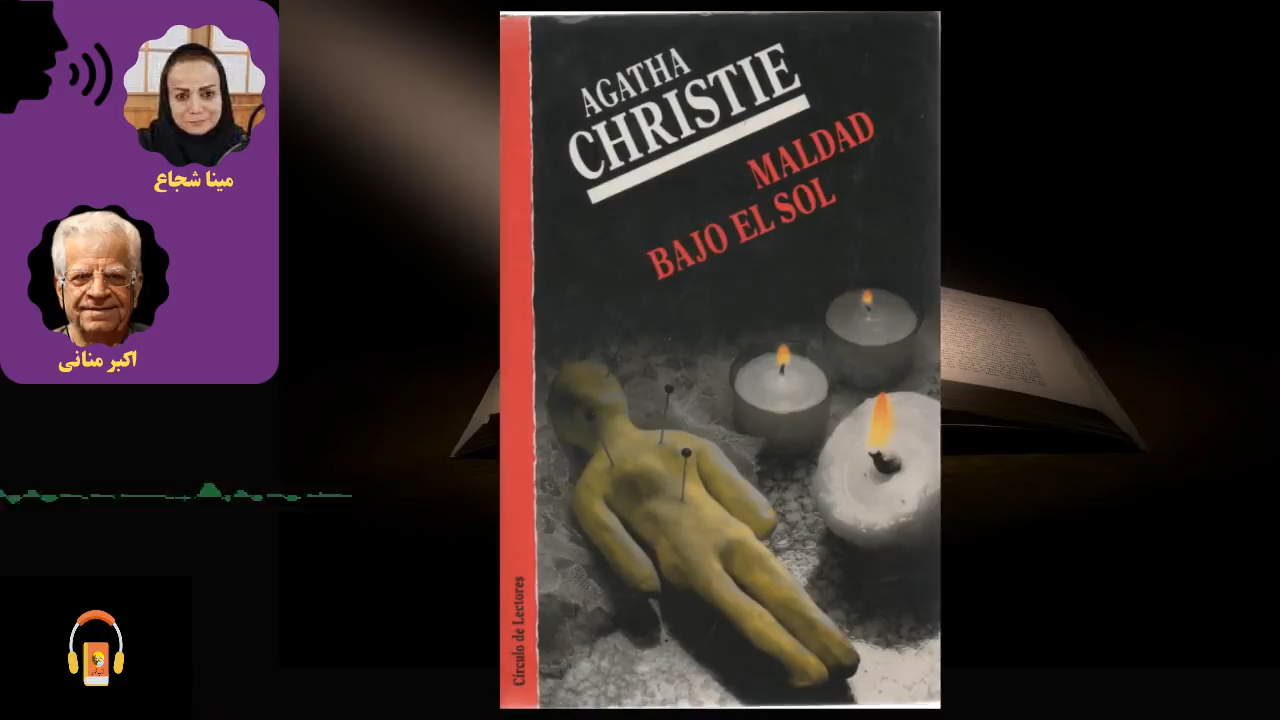 مینا شجاع
اکبر منانی
AGATHA
CHRISTIE
MALDAD
BAJO EL SOL
Círculo de Lectores